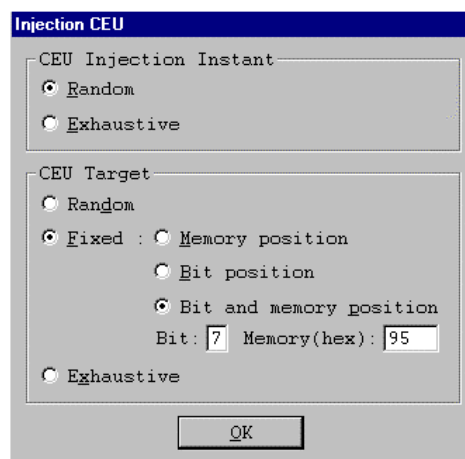 Injection CEU
CEU Injection Instant
Random
Exhaustive
CEU Target
Random
Fixed : Memory position
Bit position
Bit and memory position
Bit: 7 Memory(hex): 95
Exhaustive
OK